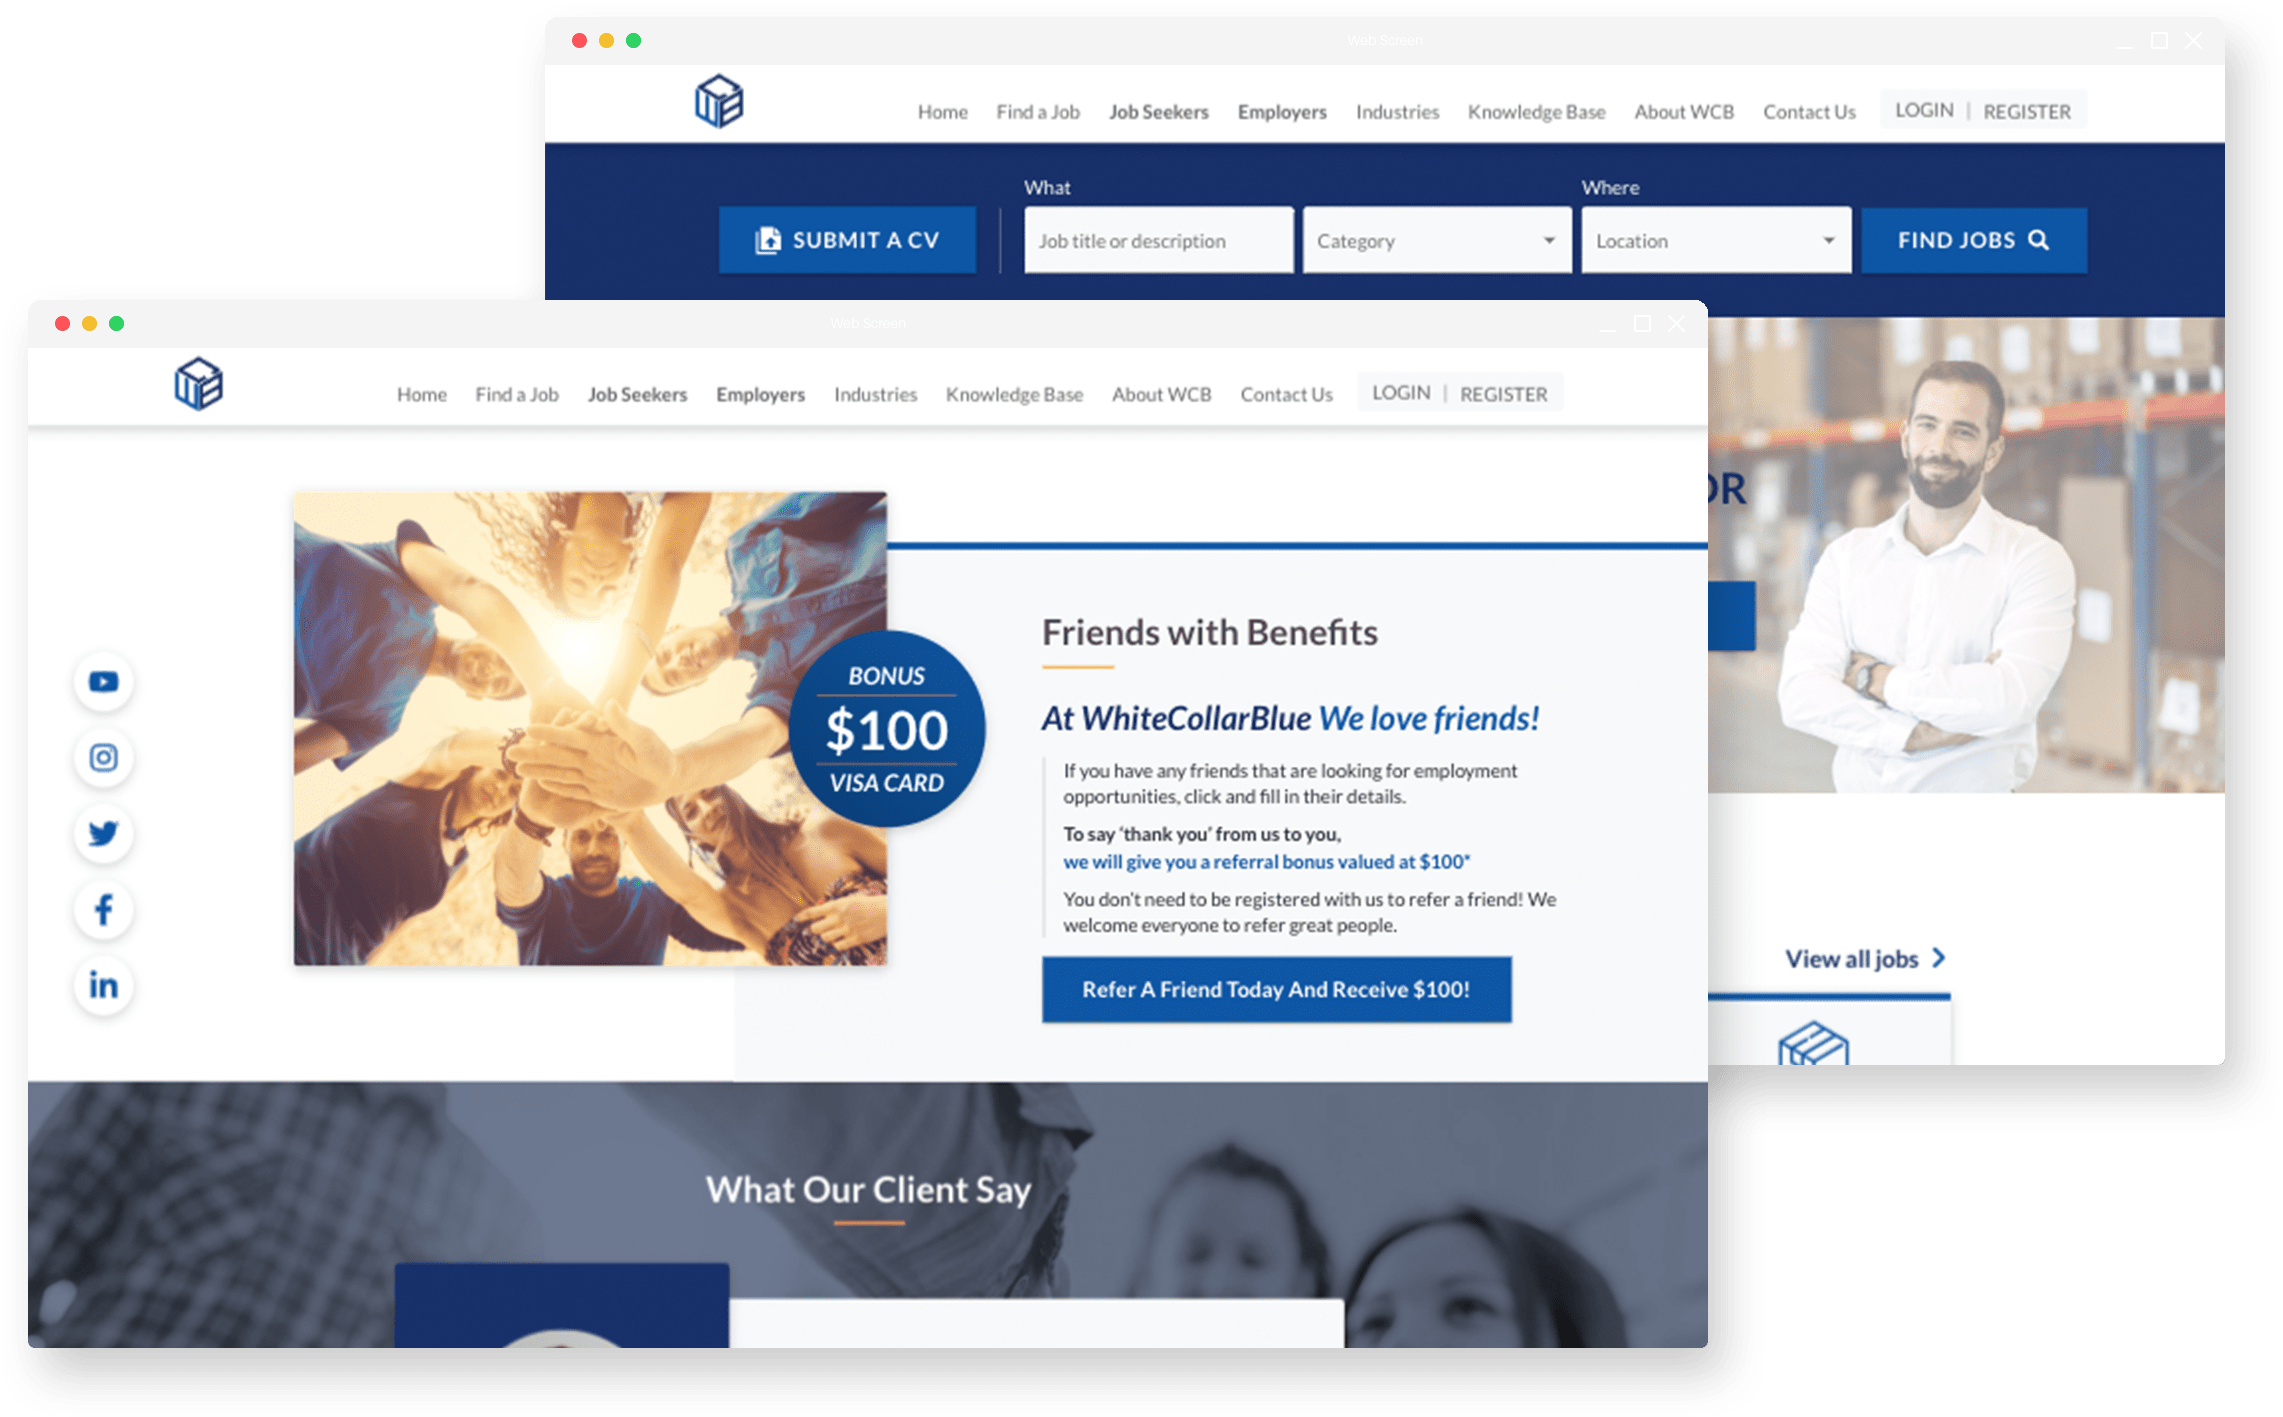 Web Screen
Home Find a Job Job Seekers Employers Industries Knowledge Base About WCB Contact Us LOGIN | REGISTER
What
Where
SUBMIT A CV
Job title or description
Category
Location
FIND JOBS
OR
View all jobs
Web Screen
Home Find a Job Job Seekers Employers Industries Knowledge Base About WCB Contact Us LOGIN | REGISTER
BONUS
$100
VISA CARD
Friends with Benefits
At WhiteCollarBlue We love friends!
If you have any friends that are looking for employment
opportunities, click and fill in their details.
To say ‘thank you’ from us to you,
we will give you a referral bonus valued at $100*
You don't need to be registered with us to refer a friend! We
welcome everyone to refer great people.
Refer A Friend Today And Receive $100!
What Our Client Say